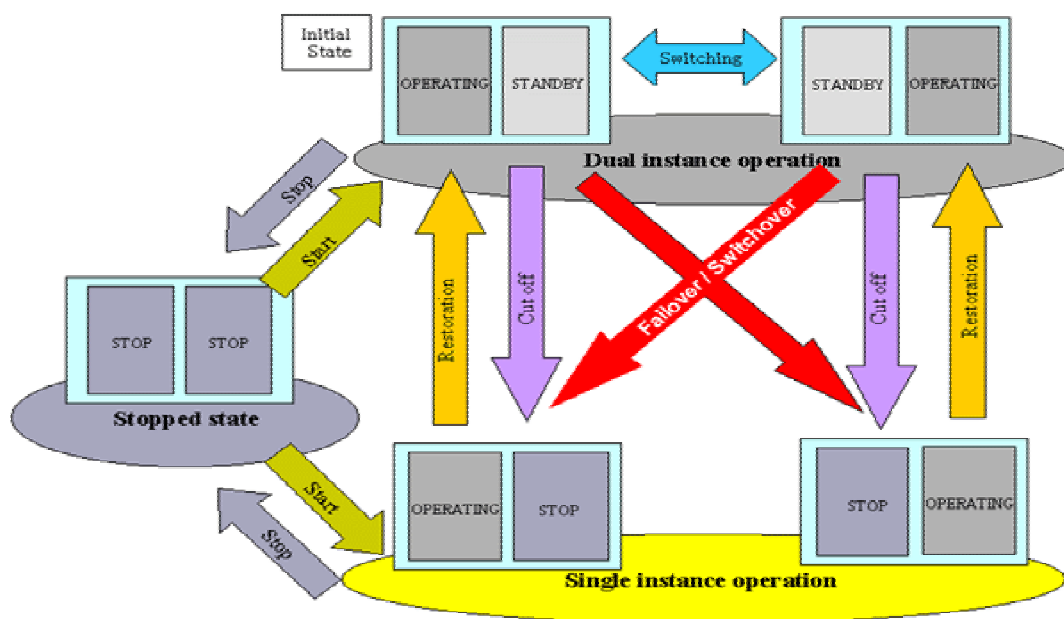 Initial
State
OPERATING
STANDBY
Switching
STANDBY
OPERATING
Dual instance operation
Stop
Start
Restoration
Cut off
Failover / Switchover
Cut off
Restoration
STOP
STOP
Stopped state
Start
Stop
OPERATING
STOP
STOP
OPERATING
Single instance operation